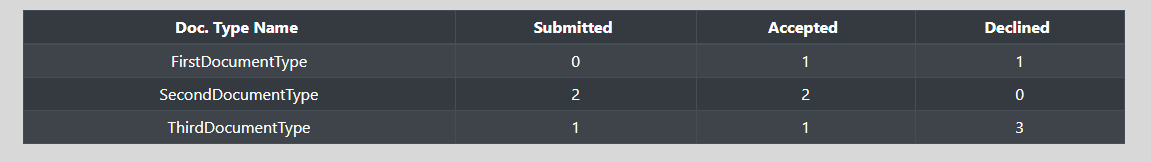 Doc. Type Name Submitted Accepted Declined
FirstDocumentType 0 1 1
SecondDocumentType 2 2 0
ThirdDocumentType 1 1 3